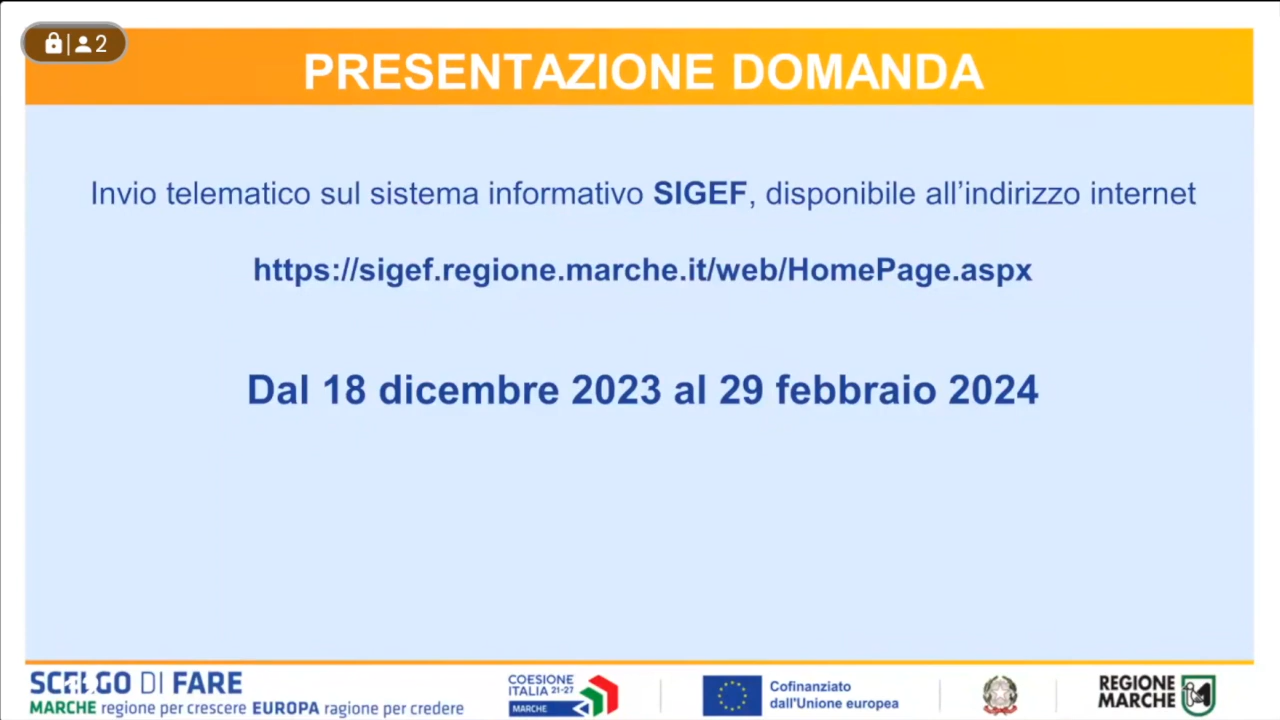 2
PRESENTAZIONE DOMANDA
Invio telematico sul sistema informativo SIGEF, disponibile all’indirizzo internet
https://sigef.regione.marche.it/web/HomePage.aspx
Dal 18 dicembre 2023 al 29 febbraio 2024
DI FARE
MARCHE regione per crescere EUROPA ragione per credere
COESIONE
ITALIA 21-27
MARCHE
Cofinanziato
dall'Unione europea
REGIONE
MARCHE